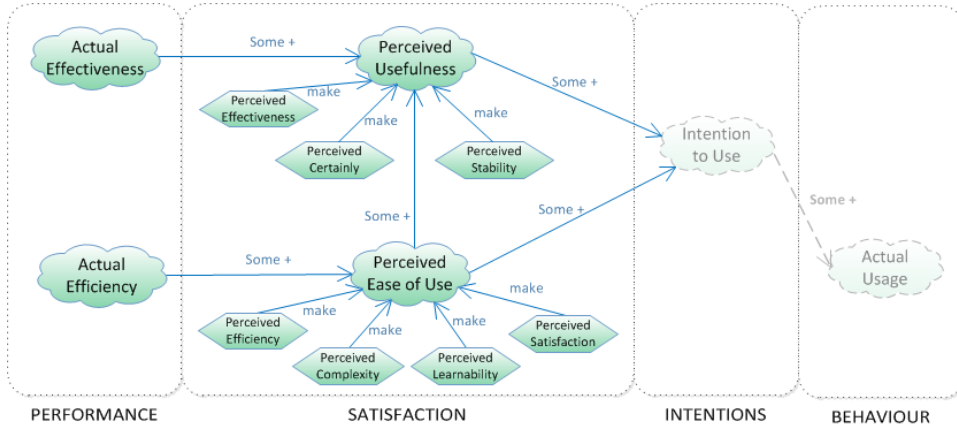 Actual
Effectiveness
Some +
Perceived
Usefulness
Some +
make
Perceived
Effectiveness
make
make
Perceived
Certainly
Perceived
Stability
Intention
to Use
Some +
Some +
Some +
Actual
Efficiency
Some +
Perceived
Ease of Use
Actual
Usage
make
make
make
make
Perceived
Efficiency
Perceived
Satisfaction
Perceived
Complexity
Perceived
Learnability
PERFORMANCE
SATISFACTION
INTENTIONS
BEHAVIOUR